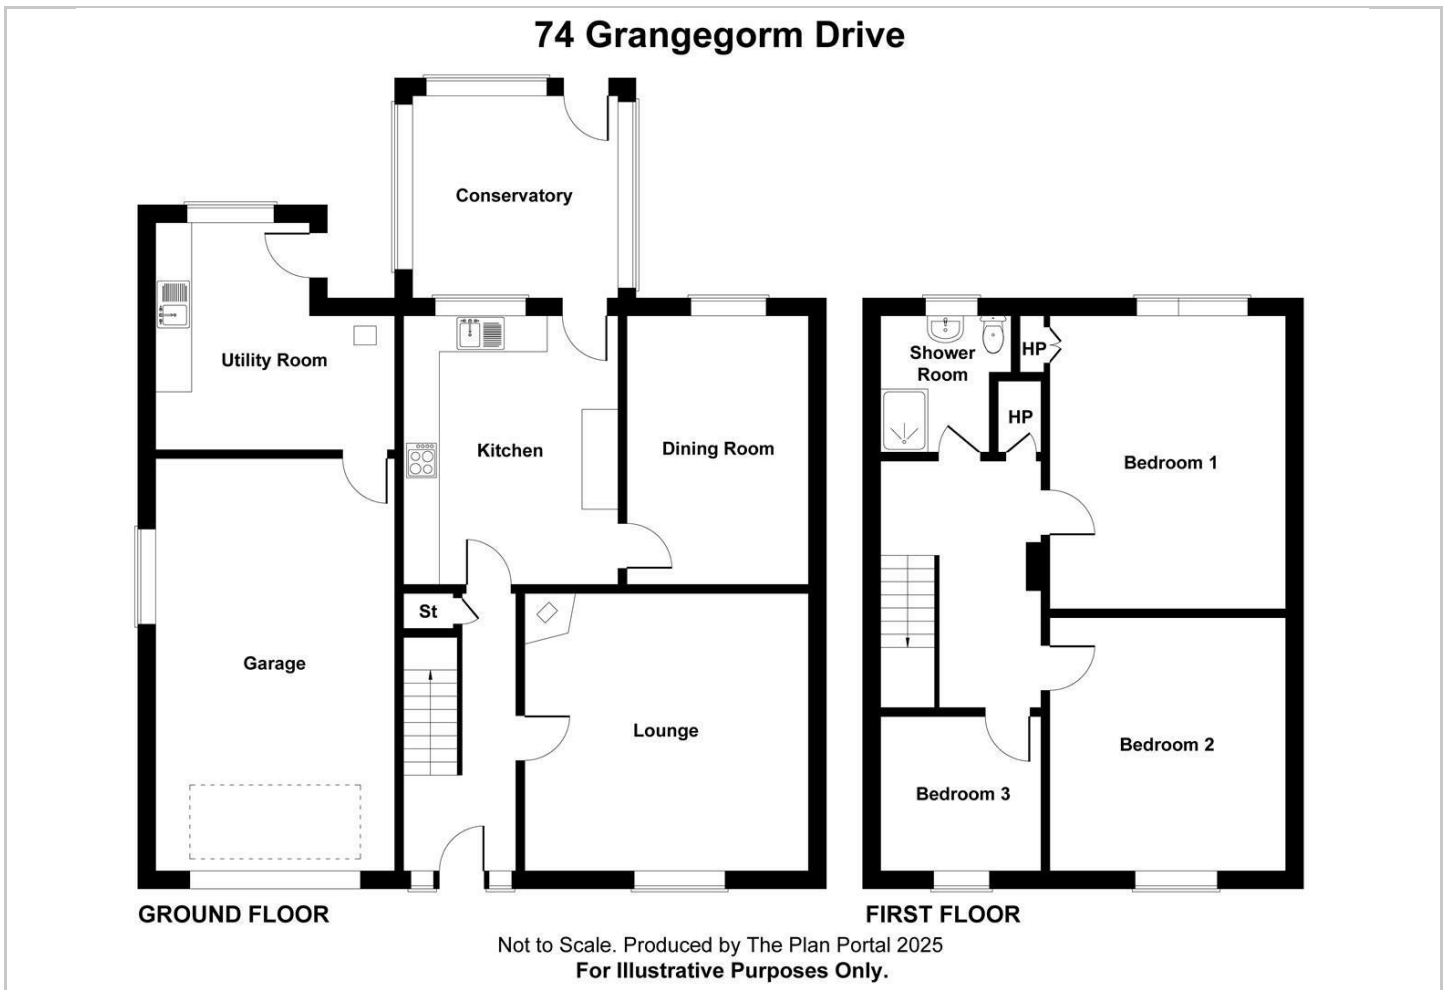 74 Grangegorm Drive
Conservatory
Utility Room
Kitchen
Dining Room
St
Garage
Lounge
Shower
Room
HP
HP
Bedroom 1
Bedroom 2
Bedroom 3
GROUND FLOOR
FIRST FLOOR
Not to Scale. Produced by The Plan Portal 2025
For Illustrative Purposes Only.